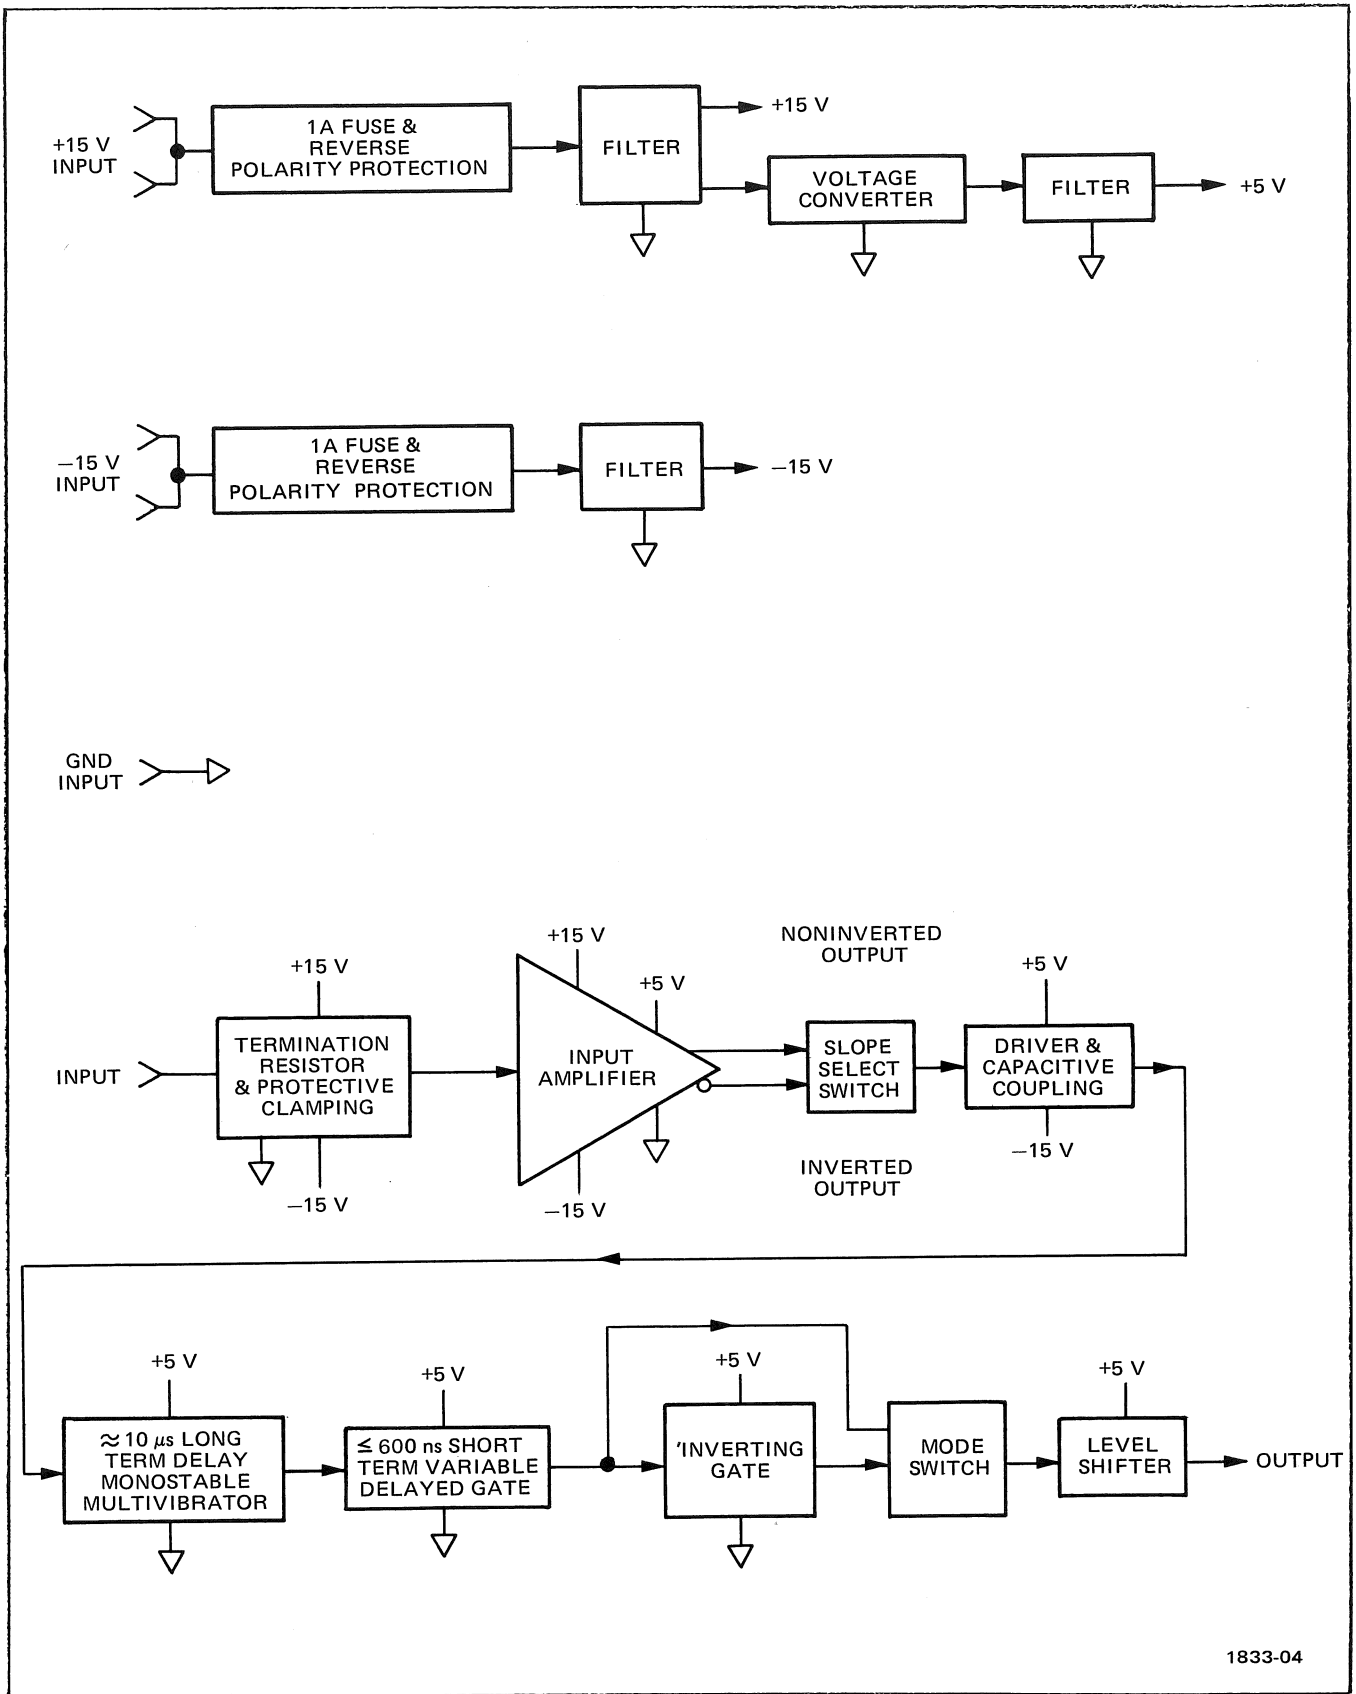 +15 V
INPUT
1A FUSE &
REVERSE
POLARITY PROTECTION
FILTER
+15 V
VOLTAGE
CONVERTER
FILTER
+5 V
—15 V
INPUT
1A FUSE &
REVERSE
POLARITY PROTECTION
FILTER
—15 V
GND
INPUT
INPUT
+15 V
TERMINATION
RESISTOR
& PROTECTIVE
CLAMPING
—15 V
+15 V
+5 V
INPUT
AMPLIFIER
—15 V
NONINVERTED
OUTPUT
SLOPE
SELECT
SWITCH
INVERTED
OUTPUT
+5 V
DRIVER &
CAPACITIVE
COUPLING
—15 V
+5 V
≈ 10 μs LONG
TERM DELAY
MONOSTABLE
MULTIVIBRATOR
+5 V
≤ 600 ns SHORT
TERM VARIABLE
DELAYED GATE
+5 V
'INVERTING
GATE
MODE
SWITCH
+5 V
LEVEL
SHIFTER
OUTPUT
1833-04